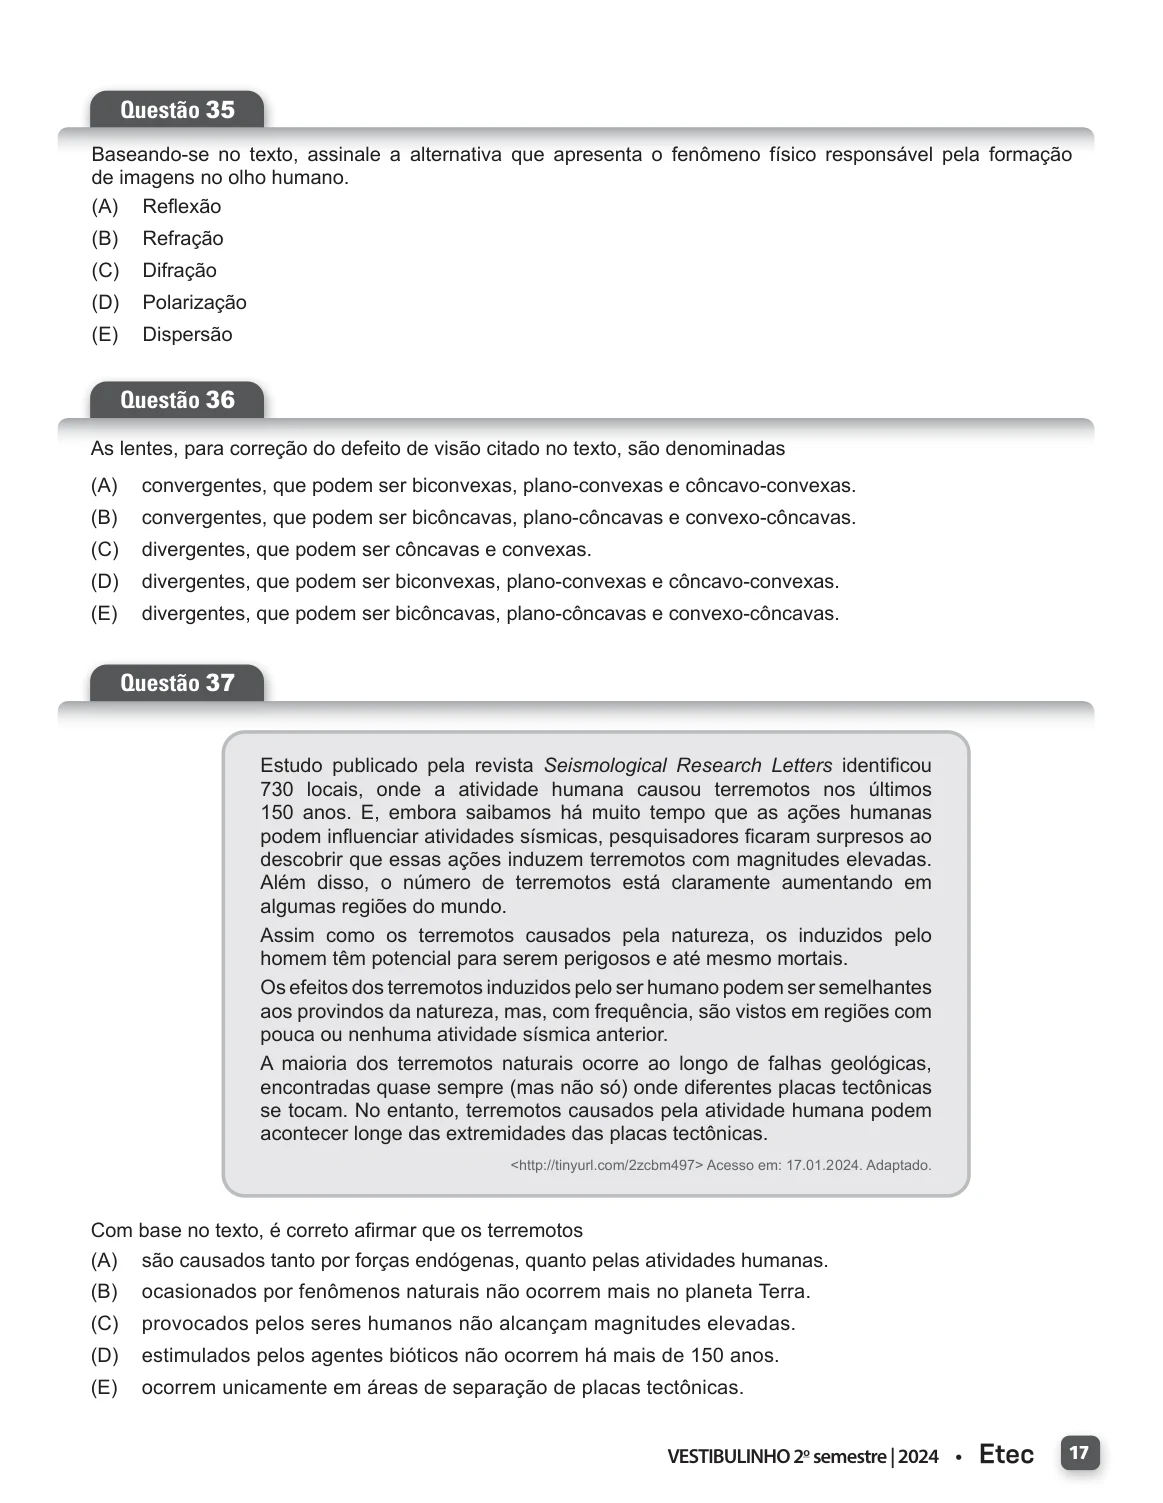 Questão 35
Baseando-se no texto, assinale a alternativa que apresenta o fenômeno físico responsável pela formação
de imagens no olho humano.
(A) Reflexão
(B) Refração
(C) Difração
(D) Polarização
(E) Dispersão
Questão 36
As lentes, para correção do defeito de visão citado no texto, são denominadas
(A) convergentes, que podem ser biconvexas, plano-convexas e côncavo-convexas.
(B) convergentes, que podem ser bicôncavas, plano-côncavas e convexo-côncavas.
(C) divergentes, que podem ser côncavas e convexas.
(D) divergentes, que podem ser biconvexas, plano-convexas e côncavo-convexas.
(E) divergentes, que podem ser bicôncavas, plano-côncavas e convexo-côncavas.
Questão 37
Estudo publicado pela revista Seismological Research Letters identificou
730 locais, onde a atividade humana causou terremotos nos últimos
150 anos. E, embora saibamos há muito tempo que as ações humanas
podem influenciar atividades sísmicas, pesquisadores ficaram surpresos ao
descobrir que essas ações induzem terremotos com magnitudes elevadas.
Além disso, o número de terremotos está claramente aumentando em
algumas regiões do mundo.
Assim como os terremotos causados pela natureza, os induzidos pelo
homem têm potencial para serem perigosos e até mesmo mortais.
Os efeitos dos terremotos induzidos pelo ser humano podem ser semelhantes
aos provindos da natureza, mas, com frequência, são vistos em regiões com
pouca ou nenhuma atividade sísmica anterior.
A maioria dos terremotos naturais ocorre ao longo de falhas geológicas,
encontradas quase sempre (mas não só) onde diferentes placas tectônicas
se tocam. No entanto, terremotos causados pela atividade humana podem
acontecer longe das extremidades das placas tectônicas.
<http://tinyurl.com/2zcbm497> Acesso em: 17.01.2024. Adaptado.
Com base no texto, é correto afirmar que os terremotos
(A) são causados tanto por forças endógenas, quanto pelas atividades humanas.
(B) ocasionados por fenômenos naturais não ocorrem mais no planeta Terra.
(C) provocados pelos seres humanos não alcançam magnitudes elevadas.
(D) estimulados pelos agentes bióticos não ocorrem há mais de 150 anos.
(E) ocorrem unicamente em áreas de separação de placas tectônicas.
VESTIBULINHO 2º semestre | 2024 • Etec 17